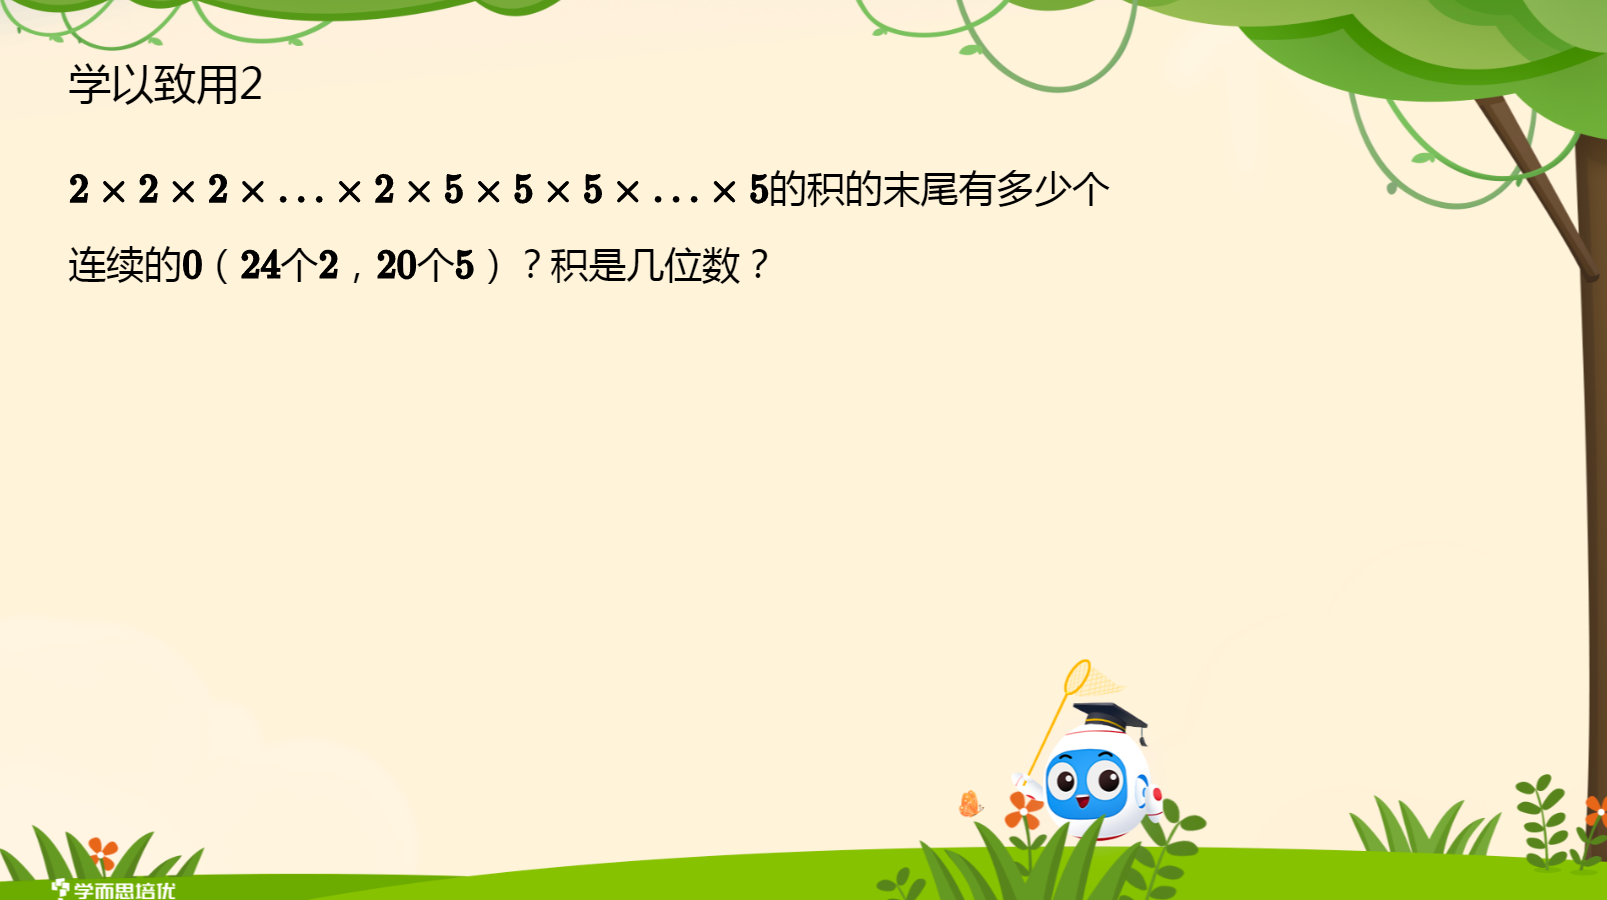 学以致用2
2 × 2 × 2 × ... × 2 × 5 × 5 × 5 × ... × 5的积的末尾有多少个
连续的0（24个2，20个5）？积是几位数？
学而思培优